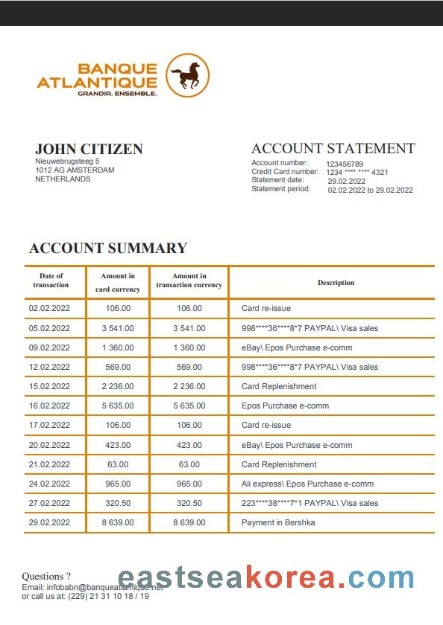 BANQUE
ATLANTIQUE
GRANDIR. ENSEMBLE.
JOHN CITIZEN
Nieuwebrugsteeg 5
1012 AG AMSTERDAM
NETHERLANDS
ACCOUNT STATEMENT
Account number: 123456789
Credit Card number: 1234 **** **** 4321
Statement date: 29.02.2022
Statement period: 02.02.2022 to 29.02.2022
ACCOUNT SUMMARY
Date of transaction Amount in card currency Amount in transaction currency Description
02.02.2022 106.00 106.00 Card re-issue
05.02.2022 3 541.00 3 541.00 998****36****8*7 PAYPAL\ Visa sales
09.02.2022 1 360.00 1 360.00 eBay\ Epos Purchase e-comm
12.02.2022 569.00 569.00 998****36****8*7 PAYPAL\ Visa sales
15.02.2022 2 236.00 2 236.00 Card Replenishment
16.02.2022 5 635.00 5 635.00 Epos Purchase e-comm
17.02.2022 106.00 106.00 Card re-issue
20.02.2022 423.00 423.00 eBay\ Epos Purchase e-comm
21.02.2022 63.00 63.00 Card Replenishment
24.02.2022 965.00 965.00 Ali express\ Epos Purchase e-comm
27.02.2022 320.50 320.50 223****38****7*1 PAYPAL\ Visa sales
29.02.2022 8 639.00 8 639.00 Payment in Bershka
Questions ?
Email: infobabn@banqueatlantique.net
or call us at: (229) 21 31 10 18 / 19
eastseakorea.com